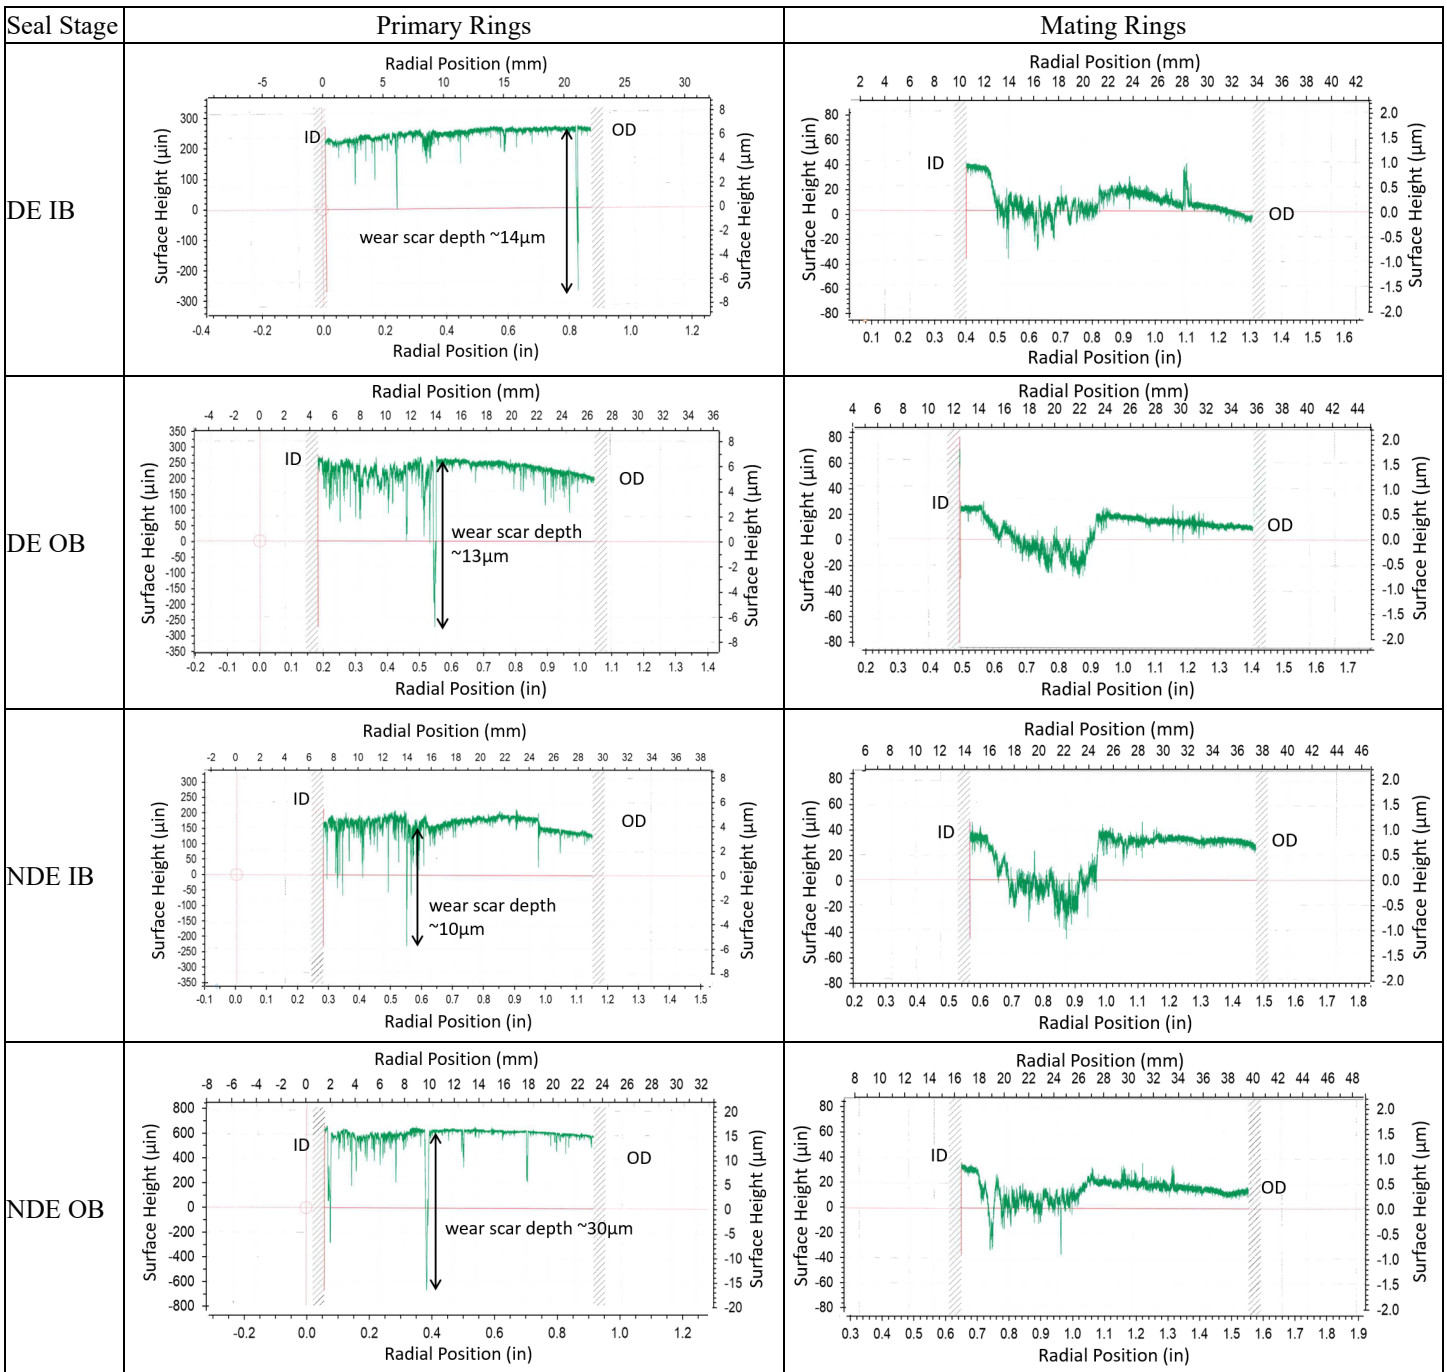 Seal Stage Primary Rings Mating Rings
DE IB
Radial Position (mm)
-5 0 5 10 15 20 25 30
Surface Height (µin)
300
200
100
0
-100
-200
-300
ID
OD
wear scar depth ~14µm
8
6
4
2
0
-2
-4
-6
-8
Surface Height (µm)
-0.4 -0.2 0.0 0.2 0.4 0.6 0.8 1.0 1.2
Radial Position (in)
Radial Position (mm)
2 4 6 8 10 12 14 16 18 20 22 24 26 28 30 32 34 36 38 40 42
Surface Height (µin)
80
60
40
20
0
-20
-40
-60
-80
ID
OD
2.0
1.5
1.0
0.5
0.0
-0.5
-1.0
-1.5
-2.0
Surface Height (µm)
0.1 0.2 0.3 0.4 0.5 0.6 0.7 0.8 0.9 1.0 1.1 1.2 1.3 1.4 1.5 1.6
Radial Position (in)
DE OB
Radial Position (mm)
-4 -2 0 2 4 6 8 10 12 14 16 18 20 22 24 26 28 30 32 34 36
Surface Height (µin)
350
300
250
200
150
100
50
0
-50
-100
-150
-200
-250
-300
-350
ID
OD
wear scar depth
~13µm
8
6
4
2
0
-2
-4
-6
-8
Surface Height (µm)
-0.2 -0.1 0.0 0.1 0.2 0.3 0.4 0.5 0.6 0.7 0.8 0.9 1.0 1.1 1.2 1.3 1.4
Radial Position (in)
Radial Position (mm)
4 6 8 10 12 14 16 18 20 22 24 26 28 30 32 34 36 38 40 42 44
Surface Height (µin)
80
60
40
20
0
-20
-40
-60
-80
ID
OD
2.0
1.5
1.0
0.5
0.0
-0.5
-1.0
-1.5
-2.0
Surface Height (µm)
0.2 0.3 0.4 0.5 0.6 0.7 0.8 0.9 1.0 1.1 1.2 1.3 1.4 1.5 1.6 1.7
Radial Position (in)
NDE IB
Radial Position (mm)
-2 0 2 4 6 8 10 12 14 16 18 20 22 24 26 28 30 32 34 36 38
Surface Height (µin)
300
250
200
150
100
50
0
-50
-100
-150
-200
-250
-300
-350
ID
OD
wear scar depth
~10µm
8
6
4
2
0
-2
-4
-6
-8
Surface Height (µm)
-0.1 0.0 0.1 0.2 0.3 0.4 0.5 0.6 0.7 0.8 0.9 1.0 1.1 1.2 1.3 1.4 1.5
Radial Position (in)
Radial Position (mm)
6 8 10 12 14 16 18 20 22 24 26 28 30 32 34 36 38 40 42 44 46
Surface Height (µin)
80
60
40
20
0
-20
-40
-60
-80
ID
OD
2.0
1.5
1.0
0.5
0.0
-0.5
-1.0
-1.5
-2.0
Surface Height (µm)
0.2 0.3 0.4 0.5 0.6 0.7 0.8 0.9 1.0 1.1 1.2 1.3 1.4 1.5 1.6 1.7 1.8
Radial Position (in)
NDE OB
Radial Position (mm)
-8 -6 -4 -2 0 2 4 6 8 10 12 14 16 18 20 22 24 26 28 30 32
Surface Height (µin)
800
600
400
200
0
-200
-400
-600
-800
ID
OD
wear scar depth ~30µm
20
15
10
5
0
-5
-10
-15
-20
Surface Height (µm)
-0.2 0.0 0.2 0.4 0.6 0.8 1.0 1.2
Radial Position (in)
Radial Position (mm)
8 10 12 14 16 18 20 22 24 26 28 30 32 34 36 38 40 42 44 46 48
Surface Height (µin)
80
60
40
20
0
-20
-40
-60
-80
ID
OD
2.0
1.5
1.0
0.5
0.0
-0.5
-1.0
-1.5
-2.0
Surface Height (µm)
0.3 0.4 0.5 0.6 0.7 0.8 0.9 1.0 1.1 1.2 1.3 1.4 1.5 1.6 1.7 1.8 1.9
Radial Position (in)